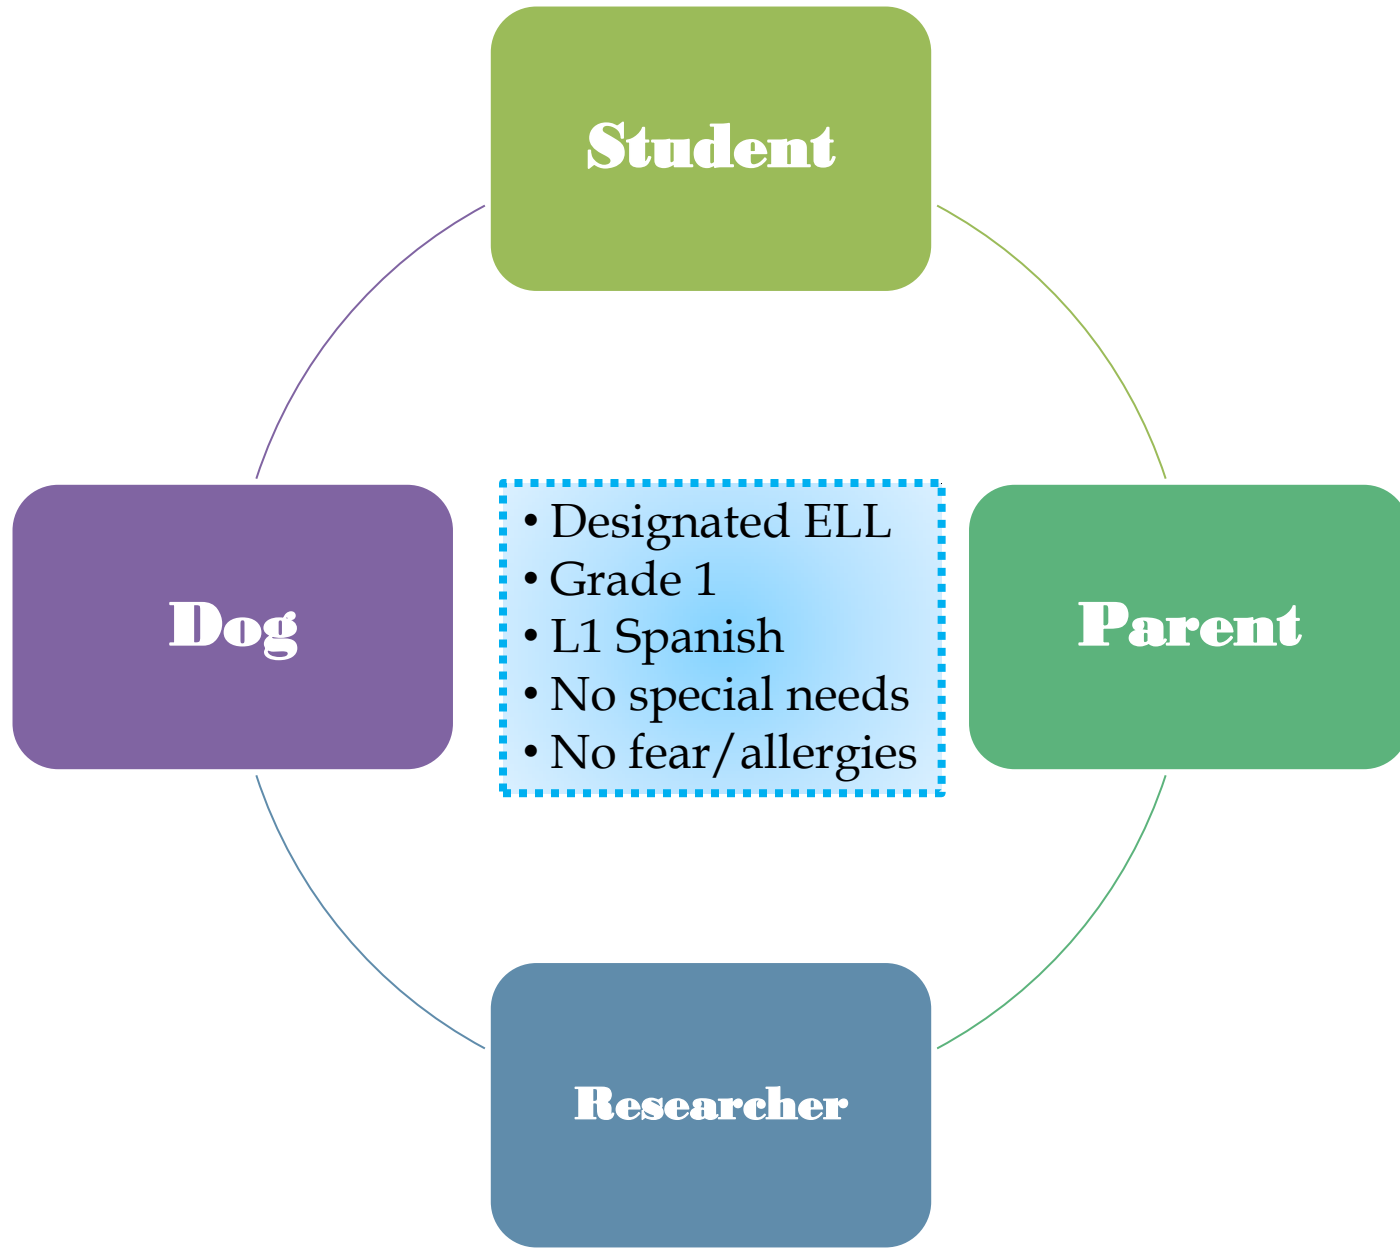 Student
Dog
• Designated ELL
• Grade 1
• L1 Spanish
• No special needs
• No fear/allergies
Parent
Researcher